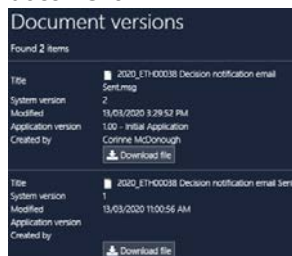 Document versions
Found 2 items
Title 2020_ETH00038 Decision notification email
Sent.msg
System version 2
Modified 13/03/2020 3:29:52 PM
Application version 1.00 - Initial Application
Created by Corinne McDonough
Download file
Title 2020_ETH00038 Decision notification email Sen
System version 1
Modified 13/03/2020 11:00:56 AM
Application version
Created by
Download file